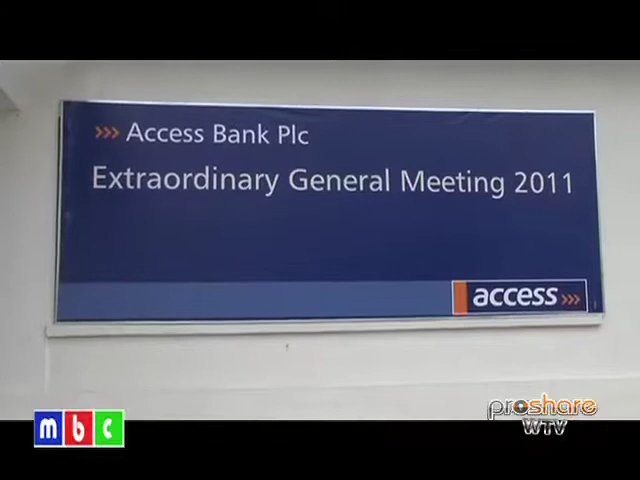 ››› Access Bank Plc
Extraordinary General Meeting 2011
access ›››
mbc
proshare
WTV